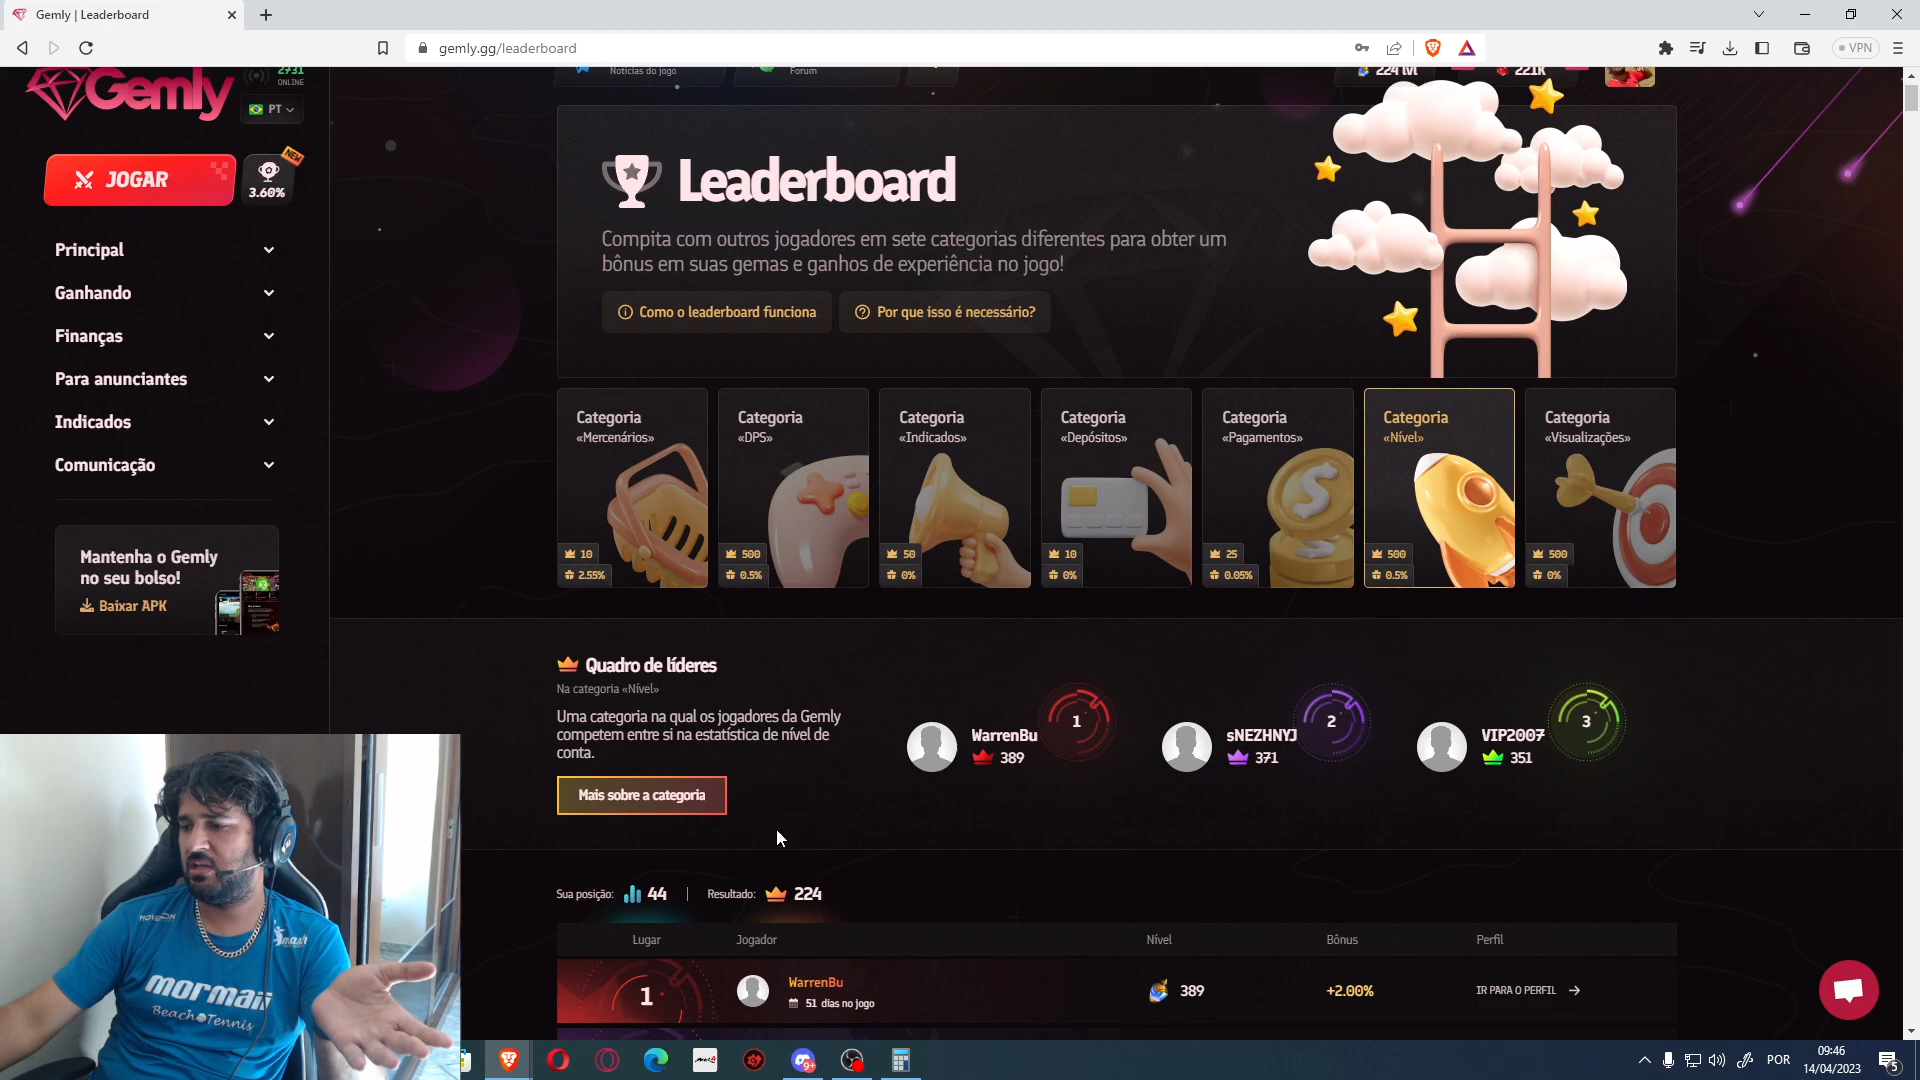 Gemly | Leaderboard
gemly.gg/leaderboard
VPN
Gemly
2731
ONLINE
PT
Notícias do jogo
Forum
224 lvl
221K
JOGAR
NEW
3.60%
Principal
Ganhando
Finanças
Para anunciantes
Indicados
Comunicação
Mantenha o Gemly
no seu bolso!
Baixar APK
Leaderboard
Compita com outros jogadores em sete categorias diferentes para obter um
bônus em suas gemas e ganhos de experiência no jogo!
Como o leaderboard funciona
Por que isso é necessário?
Categoria
«Mercenários»
10
2.55%
Categoria
«DPS»
500
0.5%
Categoria
«Indicados»
50
0%
Categoria
«Depósitos»
10
0%
Categoria
«Pagamentos»
25
0.05%
Categoria
«Nível»
500
0.5%
Categoria
«Visualizações»
500
0%
Quadro de líderes
Na categoria «Nível»
Uma categoria na qual os jogadores da Gemly
competem entre si na estatística de nível de
conta.
Mais sobre a categoria
WarrenBu
389
1
sNEZHNYJ
371
2
VIP2007
351
3
Sua posição: 44
Resultado: 224
Lugar Jogador Nível Bônus Perfil
1
WarrenBu
51 dias no jogo
389
+2.00%
IR PARA O PERFIL
mormaii
Beach Tennis
smash
9+
POR
09:46
14/04/2023
5